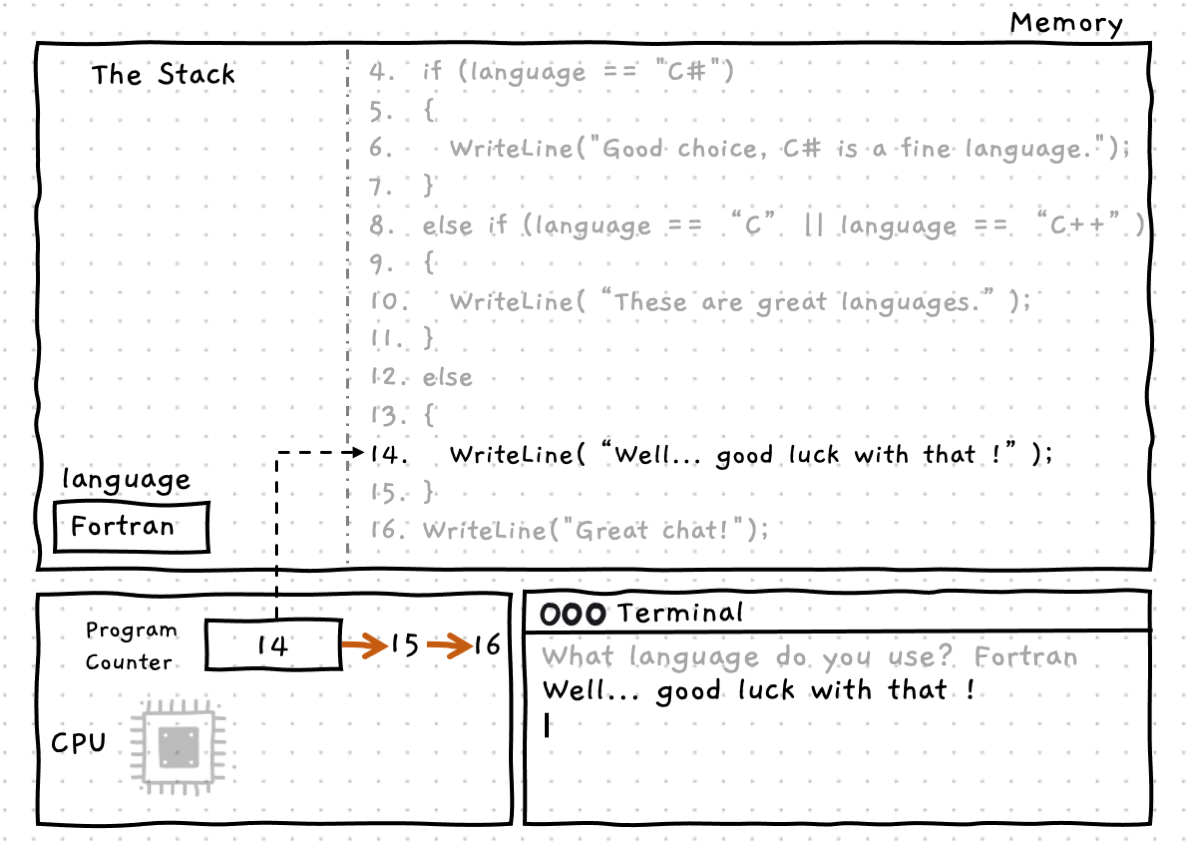 Memory
The Stack
4. if (language == "C#")
5. {
6. WriteLine("Good choice, C# is a fine language.");
7. }
8. else if (language == “C” || language == “C++” )
9. {
10. WriteLine( “These are great languages.” );
11. }
12. else
13. {
14. WriteLine( “Well... good luck with that !” );
15. }
16. WriteLine("Great chat!");
language
Fortran
Program
Counter
14
15
16
CPU
Terminal
What language do you use? Fortran
Well... good luck with that !